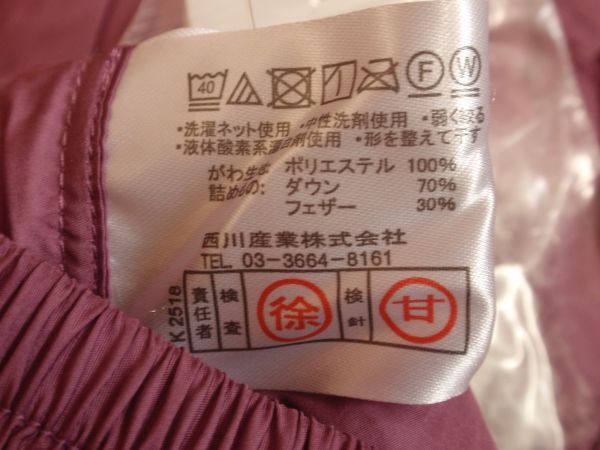 40 F W
・洗濯ネット使用 ・中性洗剤使用 ・弱く絞る
・液体酸素系漂白剤使用 ・形を整えて干す
がわ生地: ポリエステル 100%
詰めもの: ダウン 70%
フェザー 30%
西川産業株式会社
TEL. 03-3664-8161
K2518
責任者 検査 徐 検針 甘